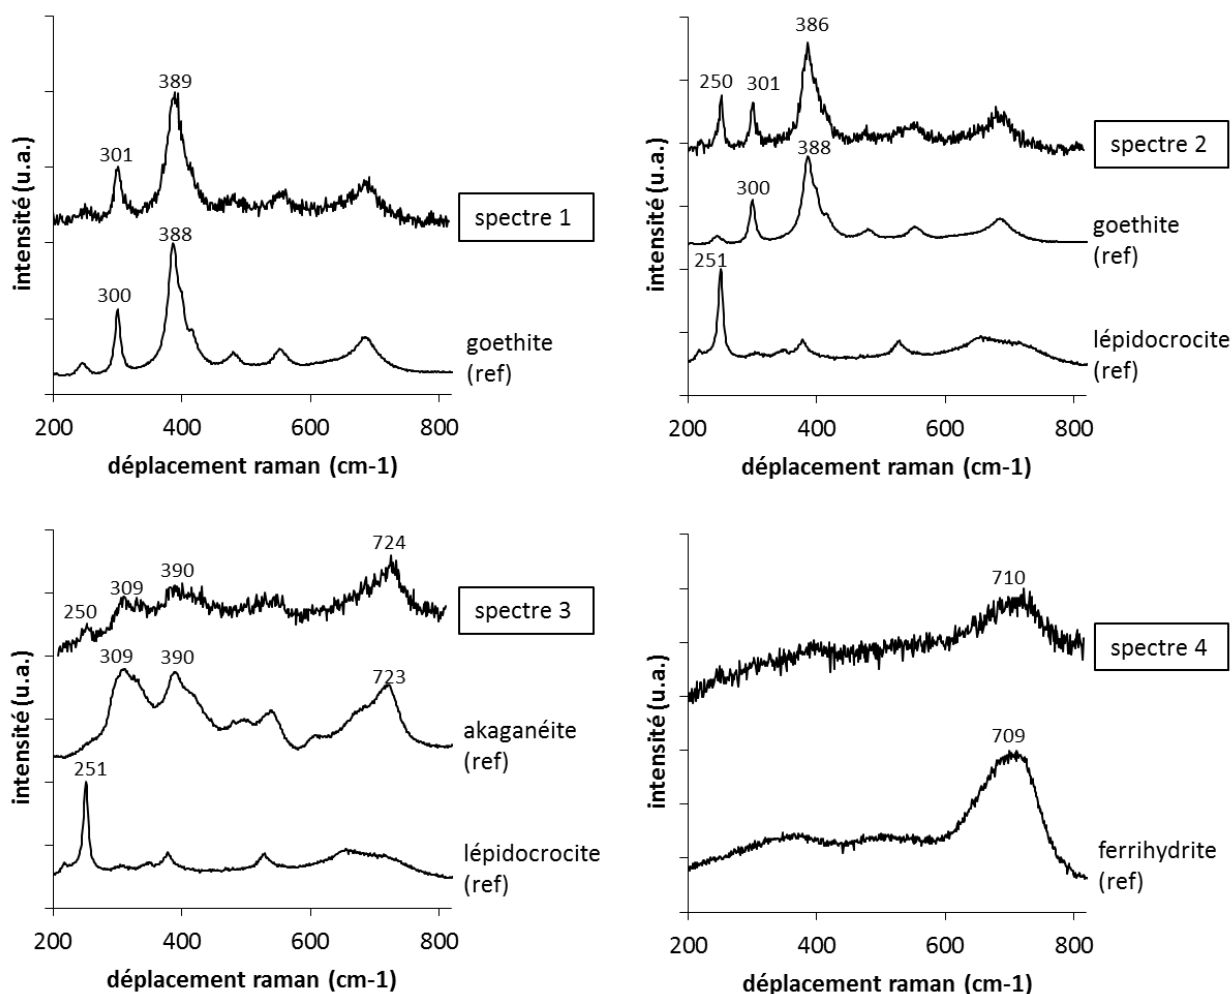 389
301
intensité (u.a.)
spectre 1
388
300
goethite
(ref)
200 400 600 800
déplacement raman (cm-1)
386
250 301
intensité (u.a.)
spectre 2
388
300
goethite
(ref)
251
lépidocrocite
(ref)
200 400 600 800
déplacement raman (cm-1)
724
309 390
250
intensité (u.a.)
spectre 3
309 390
723
akaganéite
(ref)
251
lépidocrocite
(ref)
200 400 600 800
déplacement raman (cm-1)
710
intensité (u.a.)
spectre 4
709
ferrihydrite
(ref)
200 400 600 800
déplacement raman (cm-1)